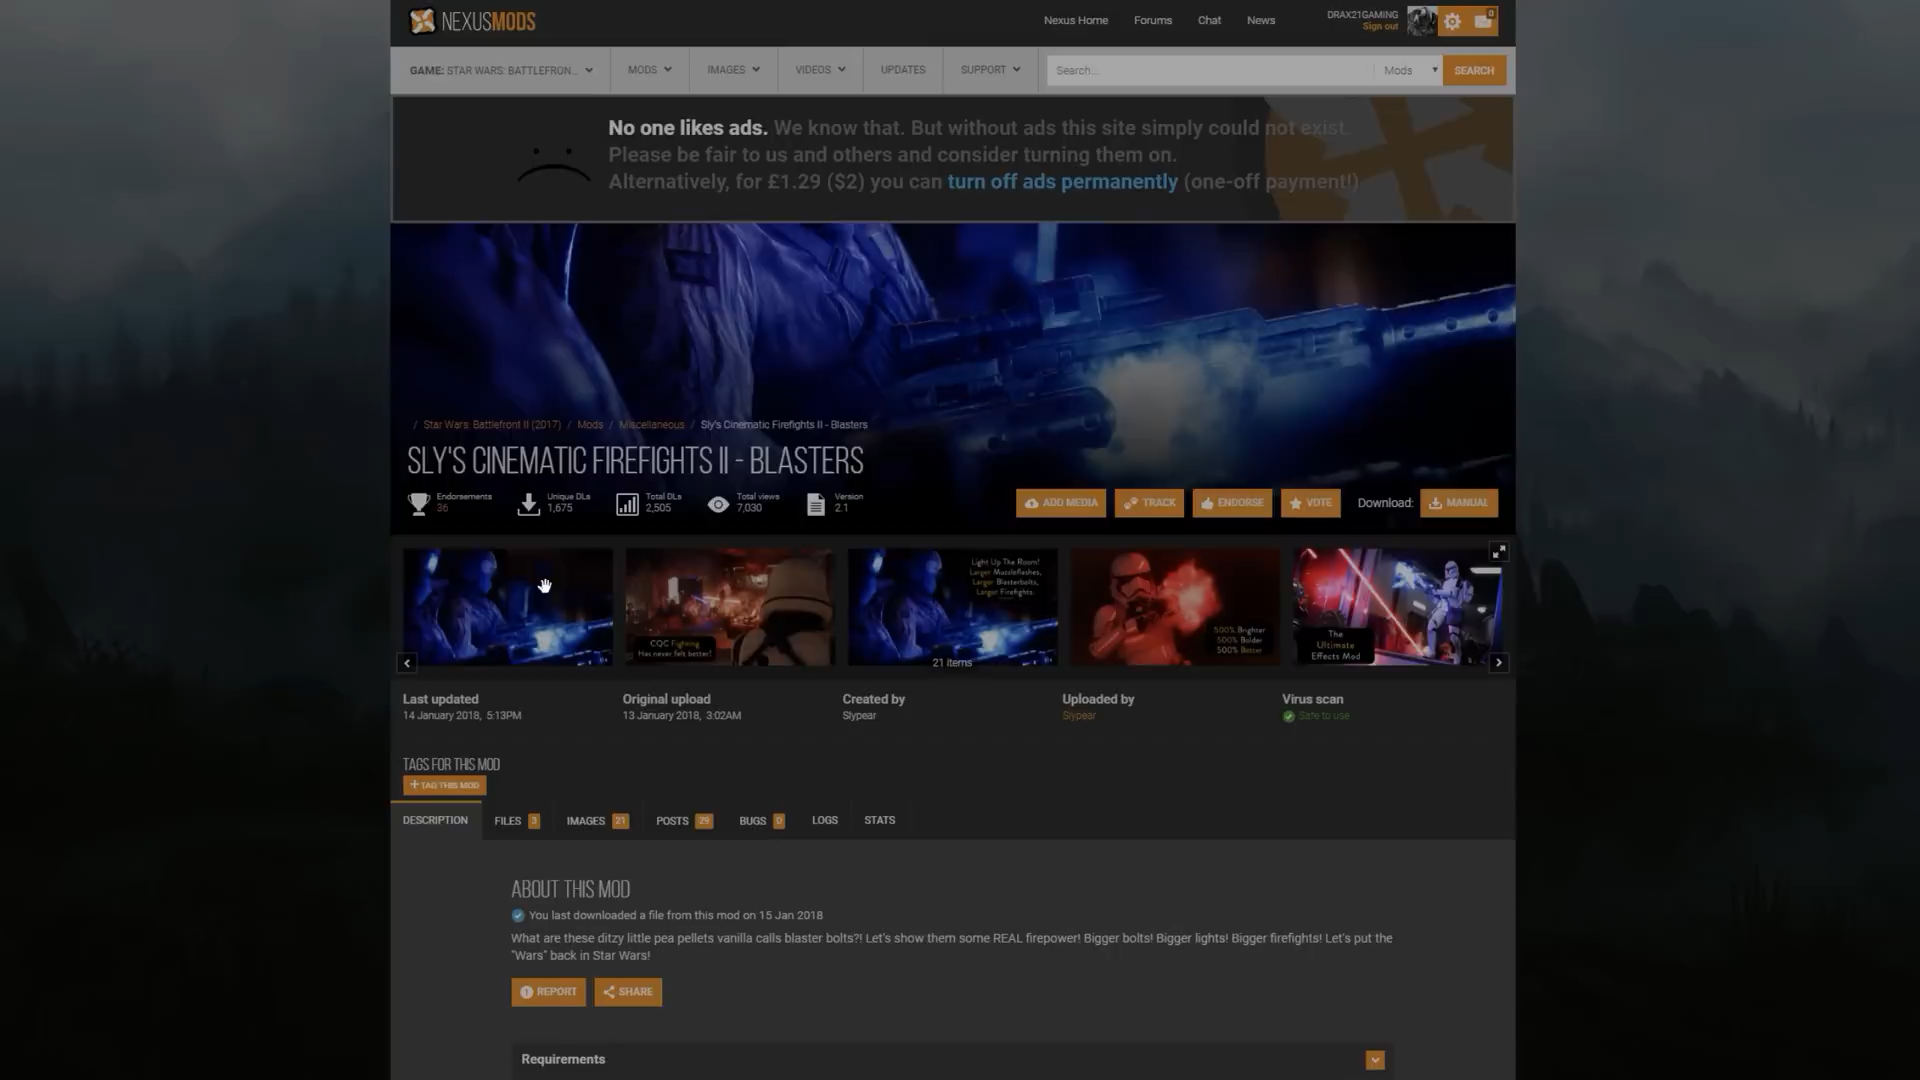 NEXUSMODS
Nexus Home
Forums
Chat
News
DRAX21GAMING
Sign out
0
GAME: STAR WARS: BATTLEFRON...
MODS
IMAGES
VIDEOS
UPDATES
SUPPORT
Search...
Mods
SEARCH
No one likes ads. We know that. But without ads this site simply could not exist.
Please be fair to us and others and consider turning them on.
Alternatively, for £1.29 ($2) you can turn off ads permanently (one-off payment!)
/ Star Wars: Battlefront II (2017) / Mods / Miscellaneous / Sly's Cinematic Firefights II - Blasters
SLY'S CINEMATIC FIREFIGHTS II - BLASTERS
Endorsements
36
Unique DLs
1,675
Total DLs
2,505
Total views
7,030
Version
2.1
ADD MEDIA
TRACK
ENDORSE
VOTE
Download:
MANUAL
CQC Fighting
Has never felt better!
Light Up The Room!
Larger Muzzleflashes,
Larger Blasterbolts,
Larger Firefights.
21 items
500% Brighter
500% Bolder
500% Better
The
Ultimate
Effects Mod
Last updated
14 January 2018, 5:13PM
Original upload
13 January 2018, 3:02AM
Created by
Slypear
Uploaded by
Slypear
Virus scan
Safe to use
TAGS FOR THIS MOD
+ TAG THIS MOD
DESCRIPTION
FILES 3
IMAGES 21
POSTS 29
BUGS 0
LOGS
STATS
ABOUT THIS MOD
You last downloaded a file from this mod on 15 Jan 2018
What are these ditzy little pea pellets vanilla calls blaster bolts?! Let's show them some REAL firepower! Bigger bolts! Bigger lights! Bigger firefights! Let's put the
"Wars" back in Star Wars!
REPORT
SHARE
Requirements